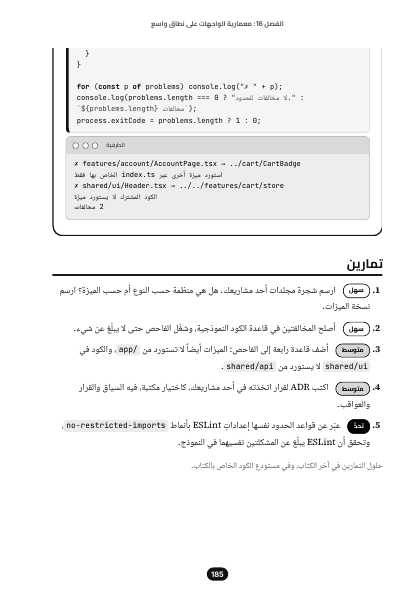 الفصل 16: معمارية الواجهات على نطاق واسع
}
}
for (const p of problems) console.log("✗ " + p);
console.log(problems.length === 0 ? "لا مخالفات للحدود." :
`${problems.length} مخالفات`);
process.exitCode = problems.length ? 1 : 0;
الطرفية
✗ features/account/AccountPage.tsx → ../cart/CartBadge
استورد ميزة أخرى عبر index.ts الخاص بها فقط
✗ shared/ui/Header.tsx → ../../features/cart/store
الكود المشترك لا يستورد ميزة
2 مخالفات
تمارين
1. سهل ارسم شجرة مجلدات أحد مشاريعك. هل هي منظمة حسب النوع أم حسب الميزة؟ ارسم
نسخة الميزات.
2. سهل أصلح المخالفتين في قاعدة الكود النموذجية، وشغّل الفاحص حتى لا يبلّغ عن شيء.
3. متوسط أضف قاعدة رابعة إلى الفاحص: الميزات أيضاً لا تستورد من app/، والكود في
shared/ui لا يستورد من shared/api.
4. متوسط اكتب ADR لقرار اتخذته في أحد مشاريعك، كاختيار مكتبة، فيه السياق والقرار
والعواقب.
5. تحدٍّ عبّر عن قواعد الحدود نفسها إعداداتِ ESLint بأنماط no-restricted-imports،
وتحقق أن ESLint يبلّغ عن المشكلتين نفسيهما في النموذج.
حلول التمارين في آخر الكتاب، وفي مستودع الكود الخاص بالكتاب.
185